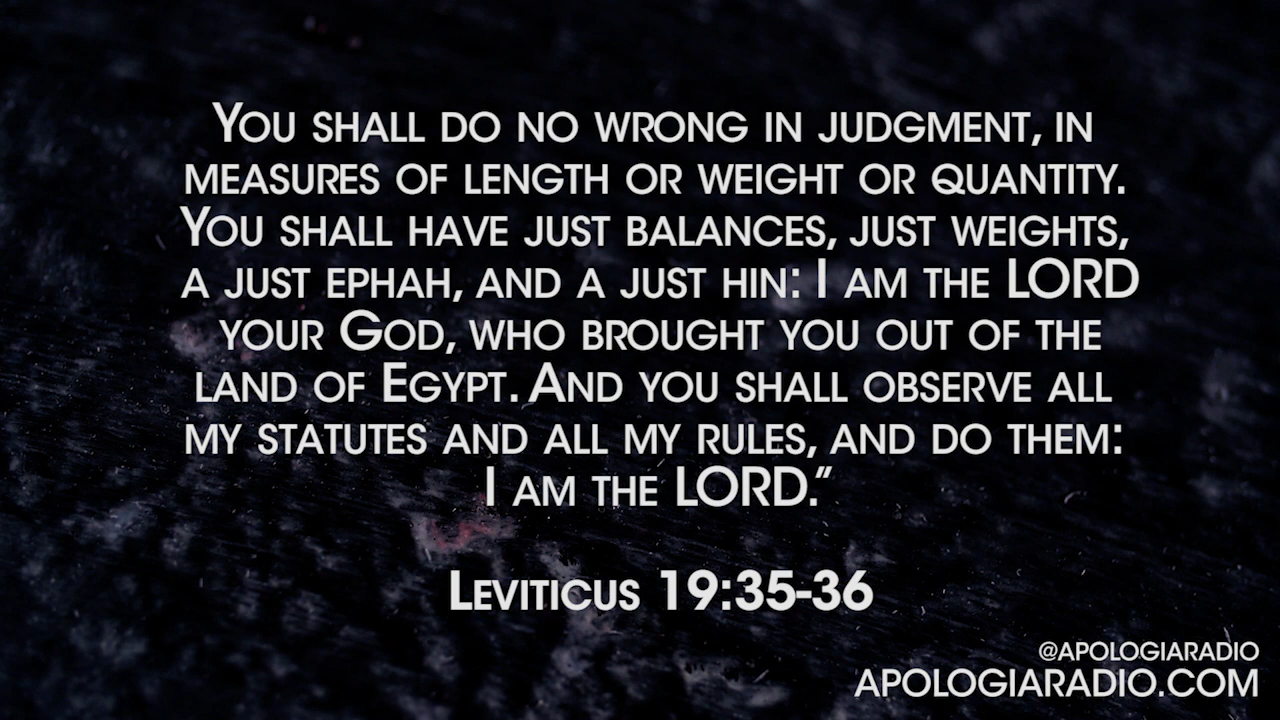 You shall do no wrong in judgment, in
measures of length or weight or quantity.
You shall have just balances, just weights,
a just ephah, and a just hin: I am the LORD
your God, who brought you out of the
land of Egypt. And you shall observe all
my statutes and all my rules, and do them:
I am the LORD.”
Leviticus 19:35-36
@APOLOGIARADIO
APOLOGIARADIO.COM